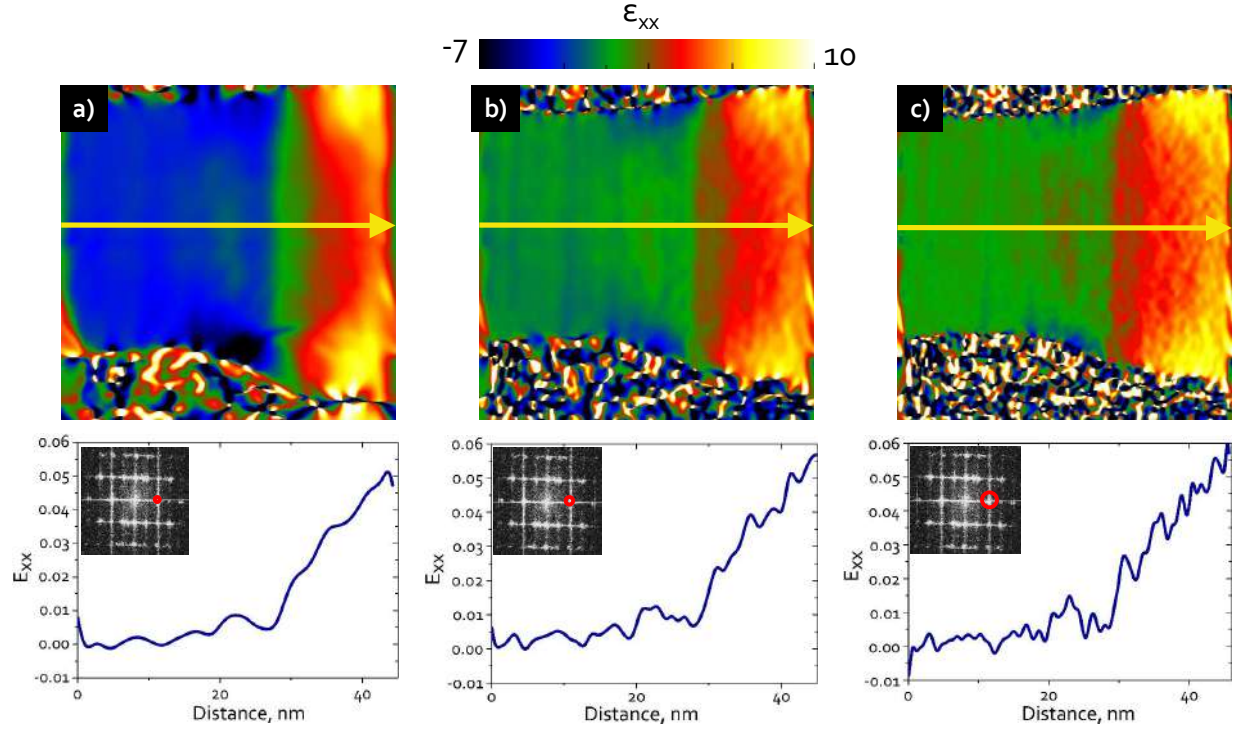 εxx
-7 10
a) b) c)
0.06 0.06 0.06
0.05 0.05 0.05
0.04 0.04 0.04
0.03 0.03 0.03
Exx Exx Exx
0.02 0.02 0.02
0.01 0.01 0.01
0.00 0.00 0.00
-0.01 -0.01 -0.01
0 20 40 0 20 40 0 20 40
Distance, nm Distance, nm Distance, nm